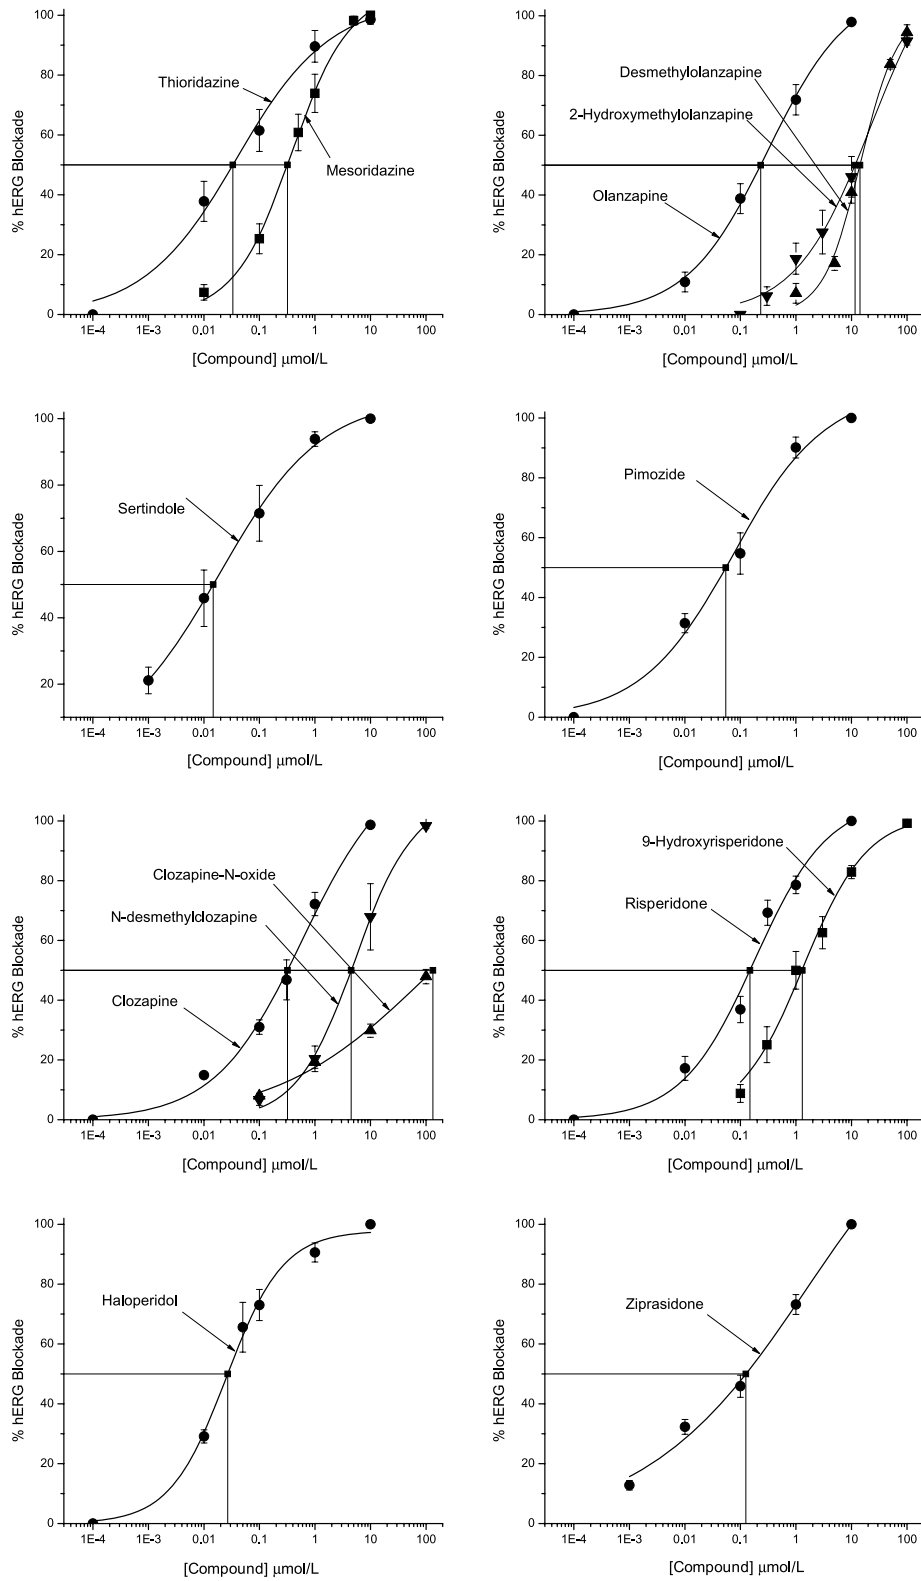 100
80
60
40
20
0
% hERG Blockade
Thioridazine
Mesoridazine
1E-4 1E-3 0.01 0.1 1 10 100
[Compound] μmol/L
100
80
60
40
20
0
% hERG Blockade
Desmethylolanzapine
2-Hydroxymethylolanzapine
Olanzapine
1E-4 1E-3 0.01 0.1 1 10 100
[Compound] μmol/L
100
80
60
40
20
% hERG Blockade
Sertindole
1E-4 1E-3 0.01 0.1 1 10 100
[Compound] μmol/L
100
80
60
40
20
0
% hERG Blockade
Pimozide
1E-4 1E-3 0.01 0.1 1 10 100
[Compound] μmol/L
100
80
60
40
20
0
% hERG Blockade
Clozapine-N-oxide
N-desmethylclozapine
Clozapine
1E-4 1E-3 0.01 0.1 1 10 100
[Compound] μmol/L
100
80
60
40
20
0
% hERG Blockade
9-Hydroxyrisperidone
Risperidone
1E-4 1E-3 0.01 0.1 1 10 100
[Compound] μmol/L
100
80
60
40
20
0
% hERG Blockade
Haloperidol
1E-4 1E-3 0.01 0.1 1 10 100
[Compound] μmol/L
100
80
60
40
20
0
% hERG Blockade
Ziprasidone
1E-4 1E-3 0.01 0.1 1 10 100
[Compound] μmol/L